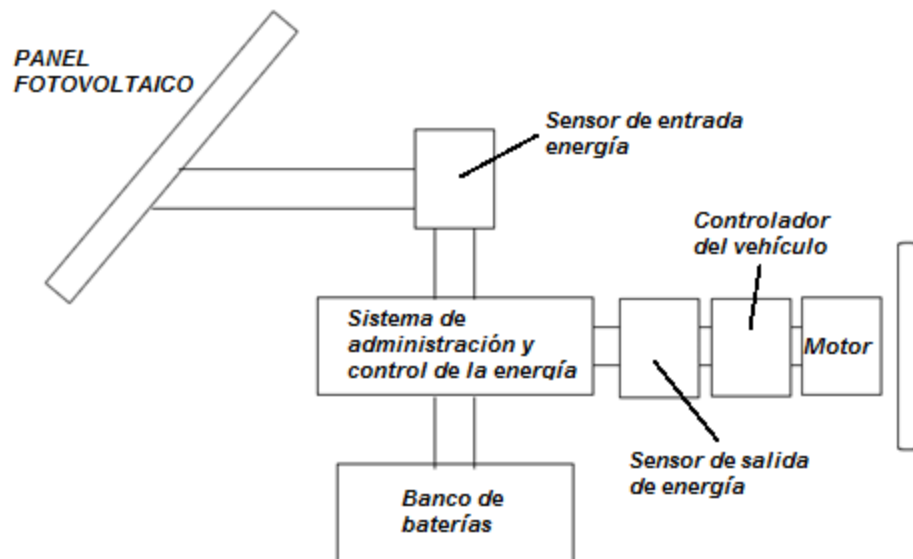 PANEL
FOTOVOLTAICO
Sensor de entrada
energía
Controlador
del vehículo
Sistema de
administración y
control de la energía
Motor
Sensor de salida
de energía
Banco de
baterías